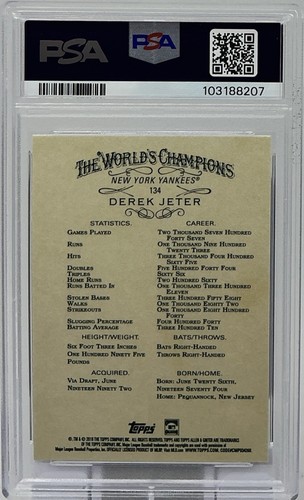 PSA
PSA
103188207
THE WORLD'S CHAMPIONS
NEW YORK YANKEES®
134
DEREK JETER
STATISTICS. CAREER.
GAMES PLAYED TWO THOUSAND SEVEN HUNDRED
FORTY SEVEN
RUNS ONE THOUSAND NINE HUNDRED
TWENTY THREE
HITS THREE THOUSAND FOUR HUNDRED
SIXTY FIVE
DOUBLES FIVE HUNDRED FORTY FOUR
TRIPLES SIXTY SIX
HOME RUNS TWO HUNDRED SIXTY
RUNS BATTED IN ONE THOUSAND THREE HUNDRED
ELEVEN
STOLEN BASES THREE HUNDRED FIFTY EIGHT
WALKS ONE THOUSAND EIGHTY TWO
STRIKEOUTS ONE THOUSAND EIGHT HUNDRED
FORTY
SLUGGING PERCENTAGE FOUR HUNDRED FORTY
BATTING AVERAGE THREE HUNDRED TEN
HEIGHT/WEIGHT. BATS/THROWS.
SIX FOOT THREE INCHES BATS RIGHT-HANDED
ONE HUNDRED NINETY FIVE THROWS RIGHT-HANDED
POUNDS
ACQUIRED. BORN/HOME.
VIA DRAFT, JUNE BORN: JUNE TWENTY SIXTH,
NINETEEN NINETY TWO NINETEEN SEVENTY FOUR
HOME: PEQUANNOCK, NEW JERSEY
Topps